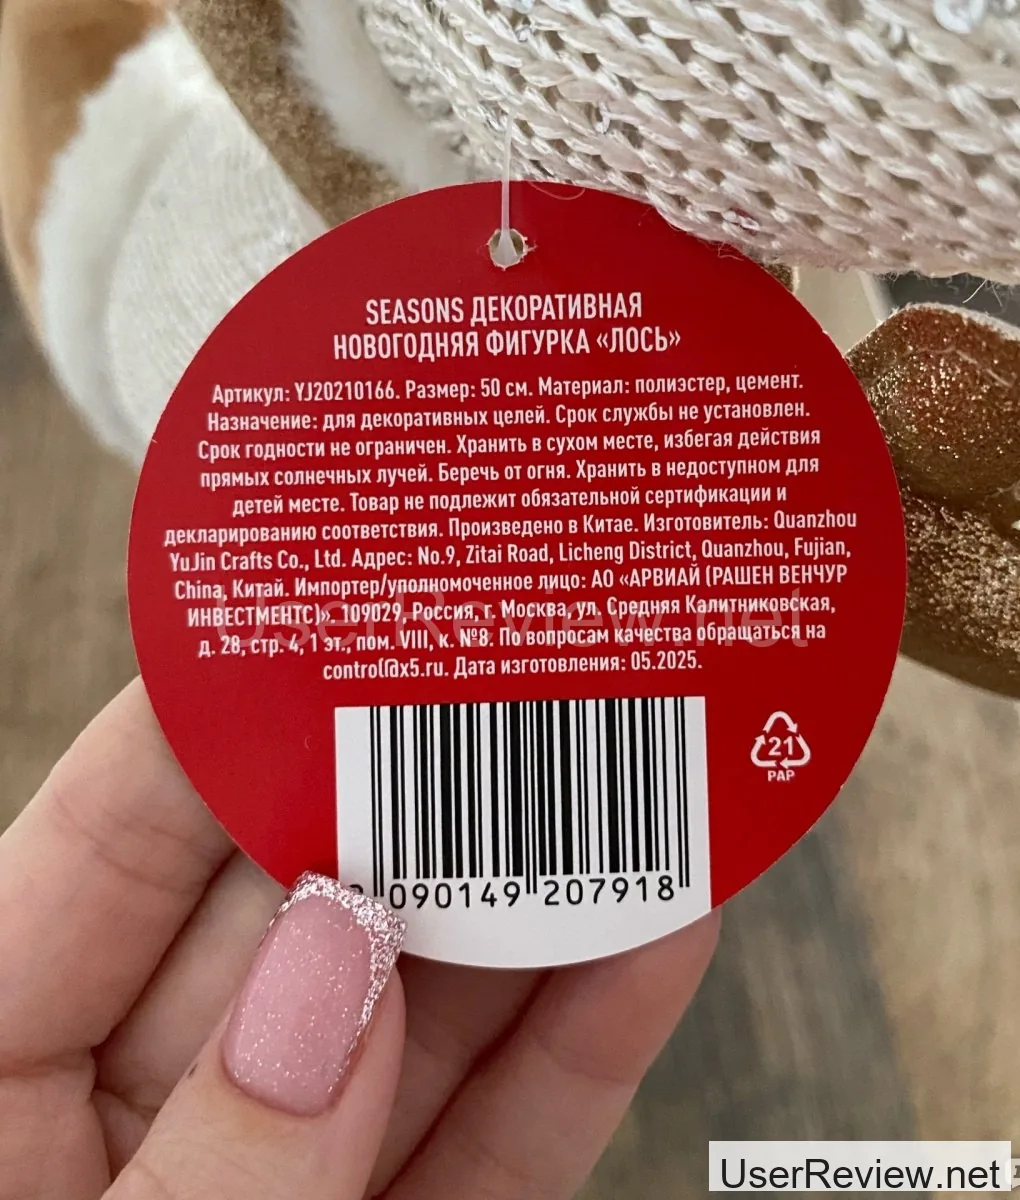 SEASONS ДЕКОРАТИВНАЯ
НОВОГОДНЯЯ ФИГУРКА «ЛОСЬ»
Артикул: YJ20210166. Размер: 50 см. Материал: полиэстер, цемент.
Назначение: для декоративных целей. Срок службы не установлен.
Срок годности не ограничен. Хранить в сухом месте, избегая действия
прямых солнечных лучей. Беречь от огня. Хранить в недоступном для
детей месте. Товар не подлежит обязательной сертификации и
декларированию соответствия. Произведено в Китае. Изготовитель: Quanzhou
YuJin Crafts Co., Ltd. Адрес: No.9, Zitai Road, Licheng District, Quanzhou, Fujian,
China, Китай. Импортер/уполномоченное лицо: АО «АРВИАЙ (РАШЕН ВЕНЧУР
ИНВЕСТМЕНТС)». 109029, Россия, г. Москва, ул. Средняя Калитниковская,
д. 28, стр. 4, 1 эт., пом. VIII, к. №8. По вопросам качества обращаться на
control@x5.ru. Дата изготовления: 05.2025.
UserReview.net
21
PAP
090149 207918
UserReview.net